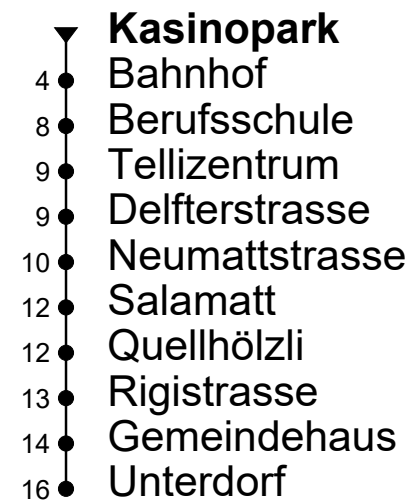 Kasinopark
4 Bahnhof
8 Berufsschule
9 Tellizentrum
9 Delfterstrasse
10 Neumattstrasse
12 Salamatt
12 Quellhölzli
13 Rigistrasse
14 Gemeindehaus
16 Unterdorf